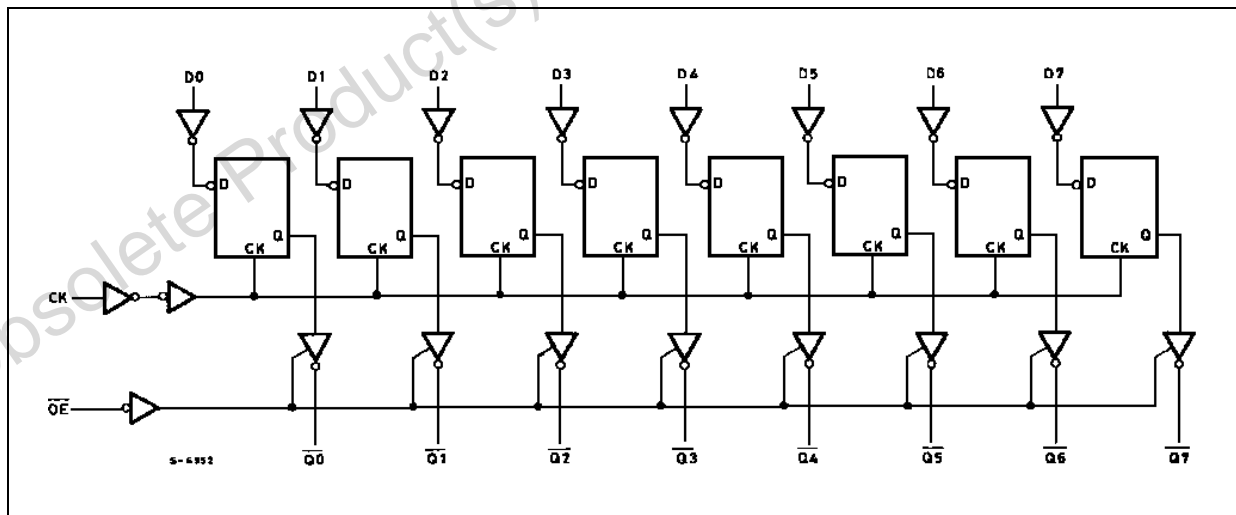 obsolete Product(s)
D0 D1 D2 D3 D4 D5 D6 D7
D D D D D D D D
Q Q Q Q Q Q Q Q
CK CK CK CK CK CK CK CK
CK
OE
S-6952
Q0 Q1 Q2 Q3 Q4 Q5 Q6 Q7